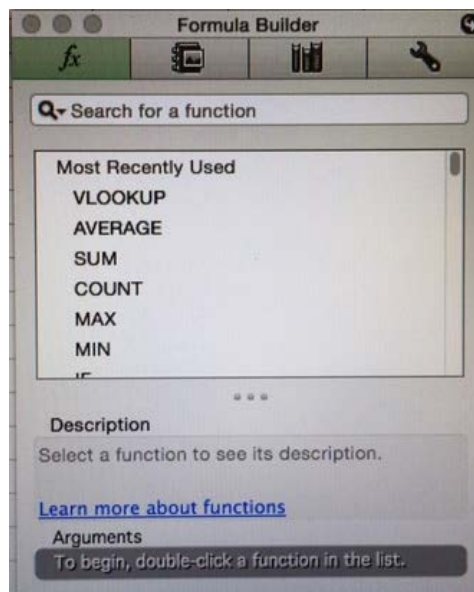 Formula Builder
fx
Search for a function
Most Recently Used
VLOOKUP
AVERAGE
SUM
COUNT
MAX
MIN
IF
Description
Select a function to see its description.
Learn more about functions
Arguments
To begin, double-click a function in the list.